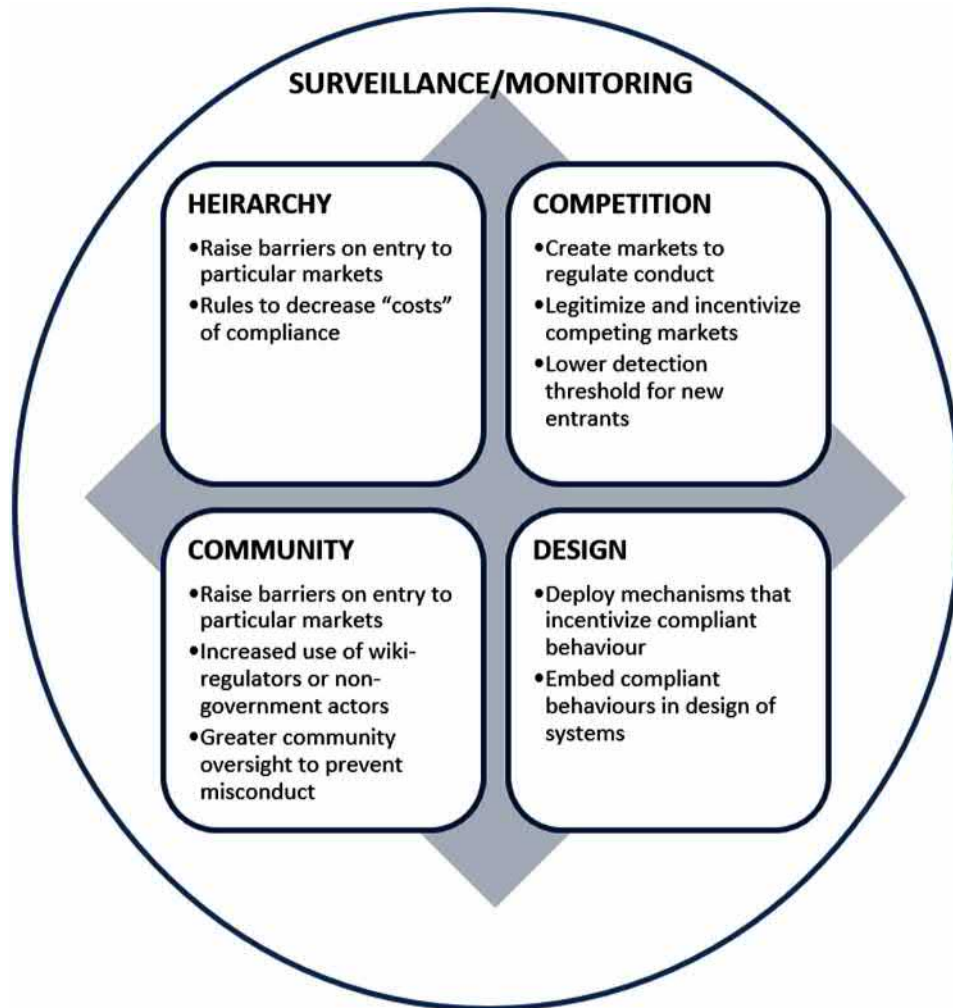 SURVEILLANCE/MONITORING
HEIRARCHY
•Raise barriers on entry to
particular markets
•Rules to decrease “costs”
of compliance
COMPETITION
•Create markets to
regulate conduct
•Legitimize and incentivize
competing markets
•Lower detection
threshold for new
entrants
COMMUNITY
•Raise barriers on entry to
particular markets
•Increased use of wiki-
regulators or non-
government actors
•Greater community
oversight to prevent
misconduct
DESIGN
•Deploy mechanisms that
incentivize compliant
behaviour
•Embed compliant
behaviours in design of
systems